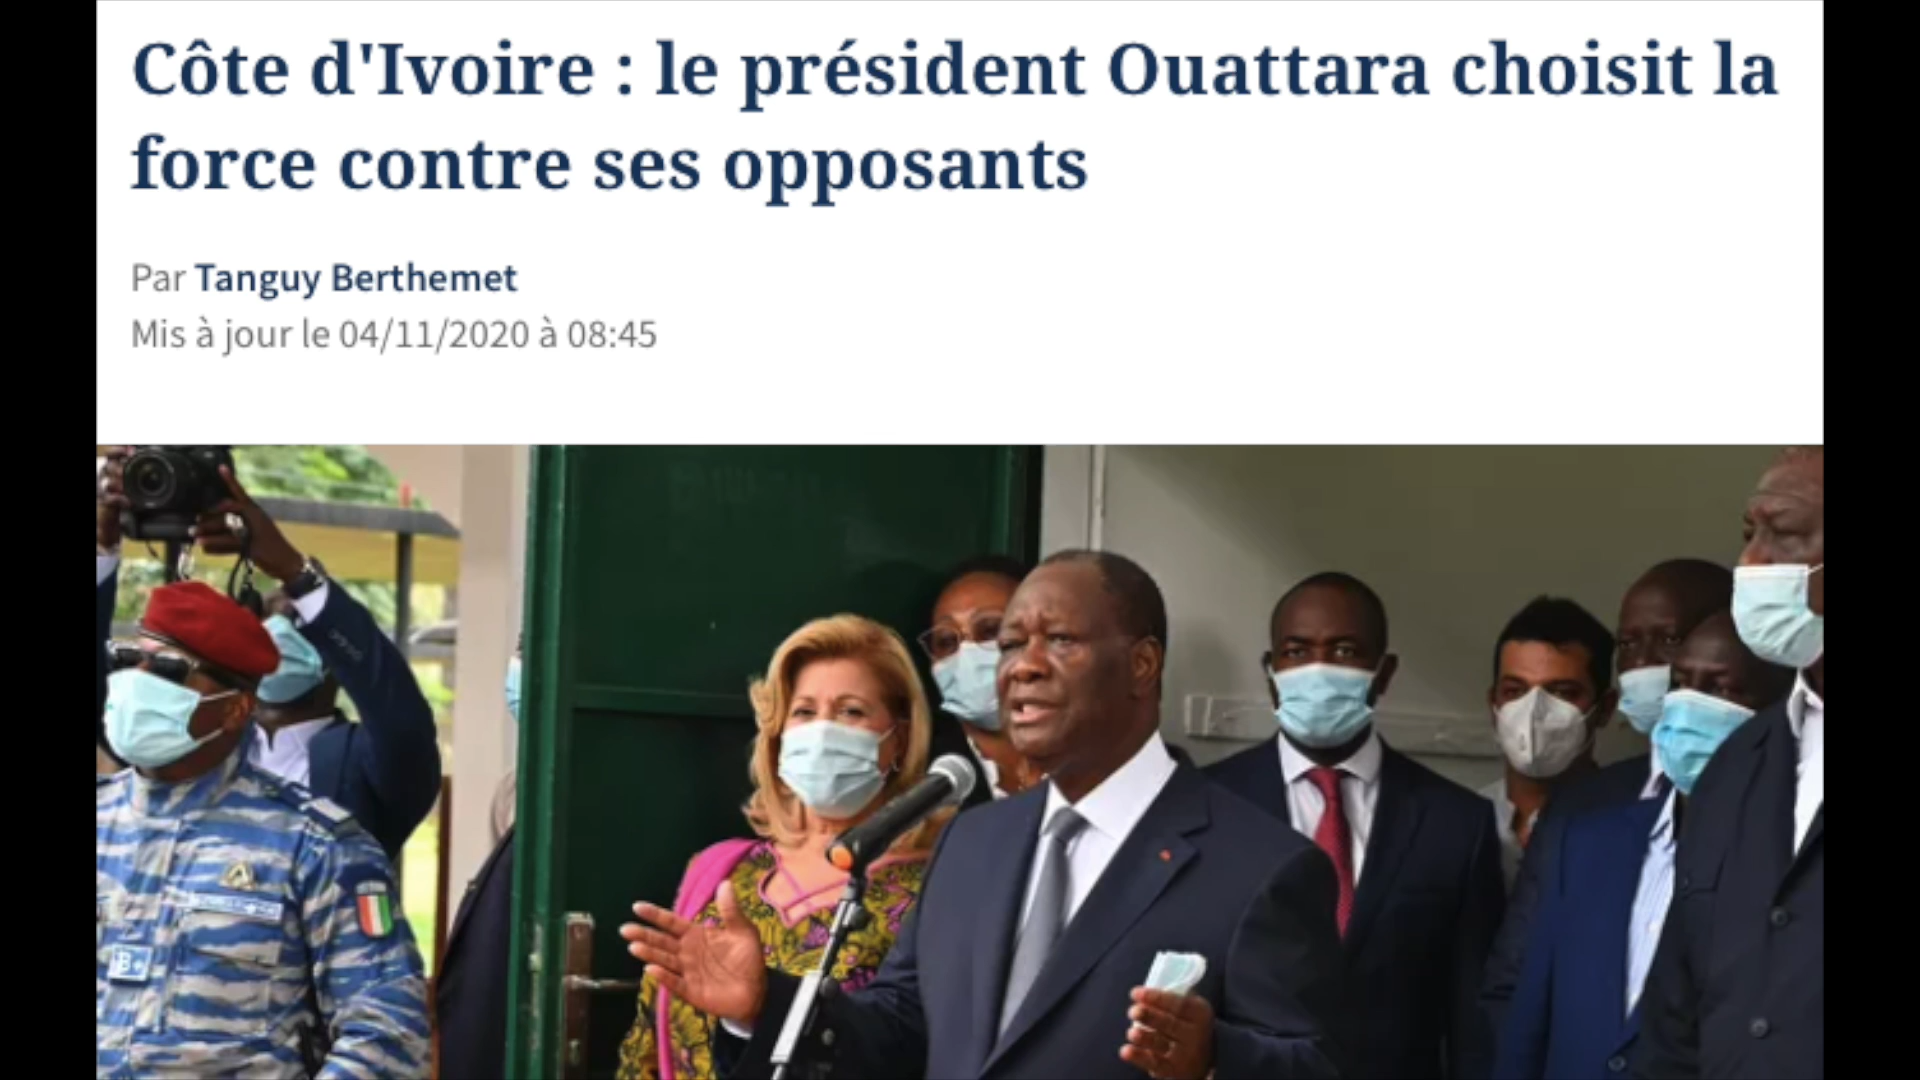 Côte d'Ivoire : le président Ouattara choisit la
force contre ses opposants
Par Tanguy Berthemet
Mis à jour le 04/11/2020 à 08:45
B+